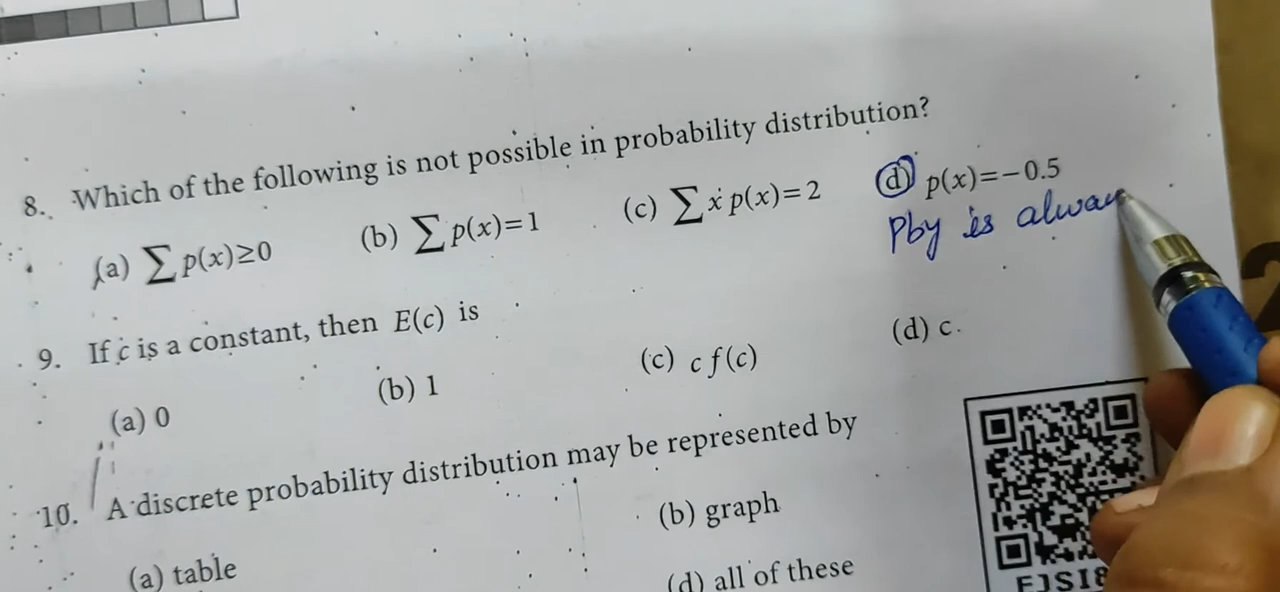 8. Which of the following is not possible in probability distribution?
(a) ∑ p(x)≥0 (b) ∑ p(x)=1 (c) ∑ x p(x)=2 (d) p(x)=−0.5
Pby is alway
9. If c is a constant, then E(c) is
(a) 0 (b) 1 (c) c f(c) (d) c.
10. A discrete probability distribution may be represented by
(a) table (b) graph
(d) all of these